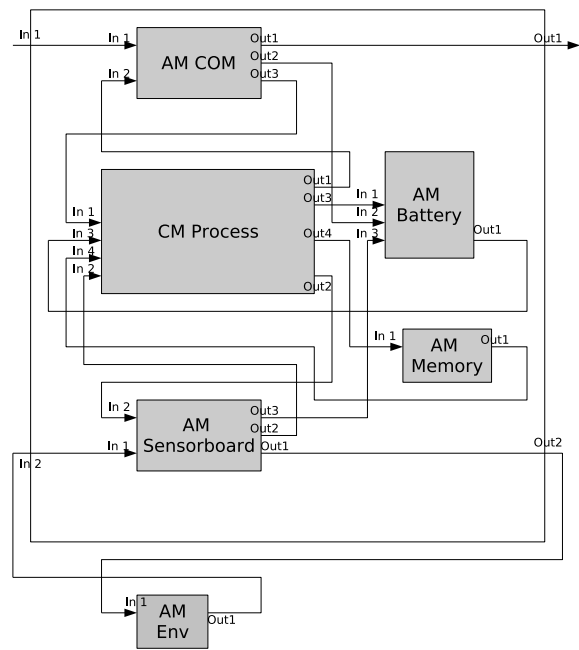 In 1
In 1
Out1
Out1
AM COM
Out2
In 2
Out3
Out1
In 1
Out3
AM
In 2
Battery
In 1
CM Process
Out4
In 3
Out1
In 3
In 4
In 2
Out2
In 1
AM
Out1
Memory
In 2
AM
Out3
Out2
Sensorboard
In 1
Out1
Out2
In 2
In 1
AM
Env
Out1